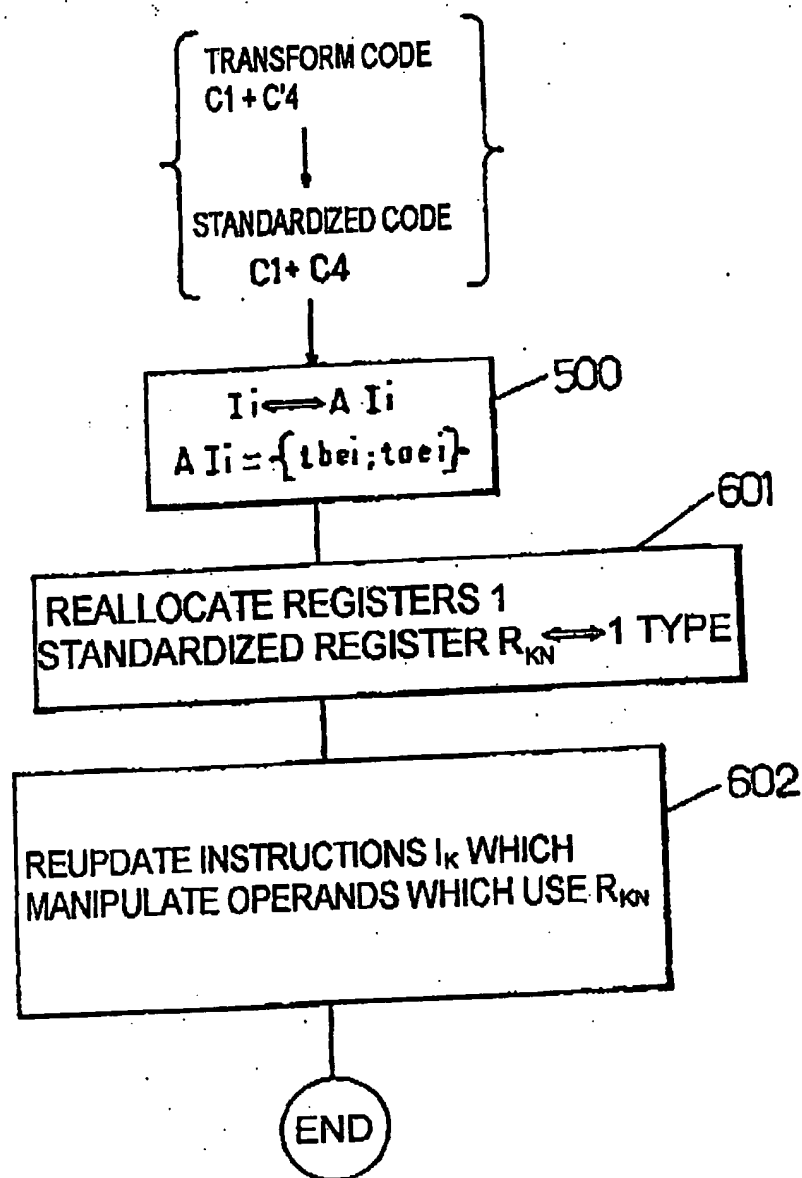 TRANSFORM CODE
C1 + C'4
STANDARDIZED CODE
C1 + C4
500
Ii ⟺ A Ii
A Ii = {tbei; taei}
601
REALLOCATE REGISTERS 1
STANDARDIZED REGISTER RKN ⟺ 1 TYPE
602
REUPDATE INSTRUCTIONS IK WHICH
MANIPULATE OPERANDS WHICH USE RKN
END